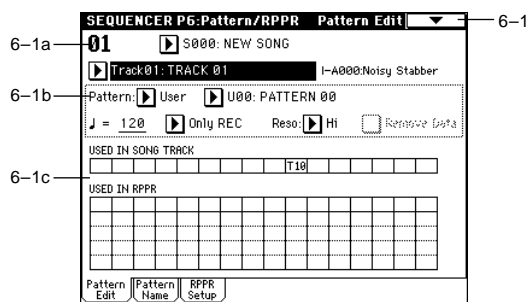 SEQUENCER P6:Pattern/RPPR Pattern Edit
6–1
6–1a
01 S000: NEW SONG
Track01: TRACK 01 I-A000:Noisy Stabber
6–1b
Pattern: User U00: PATTERN 00
♩ = 120 Only REC Reso: Hi Remove Data
USED IN SONG TRACK
T10
6–1c
USED IN RPPR
Pattern Edit Pattern Name RPPR Setup